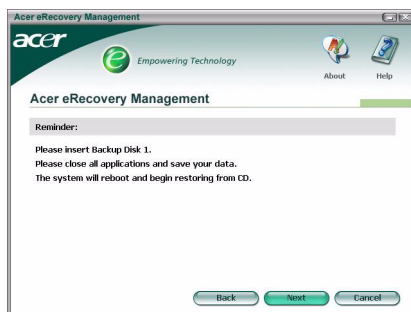 Acer eRecovery Management
acer
e Empowering Technology
About Help
Acer eRecovery Management
Reminder:
Please insert Backup Disk 1.
Please close all applications and save your data.
The system will reboot and begin restoring from CD.
Back Next Cancel